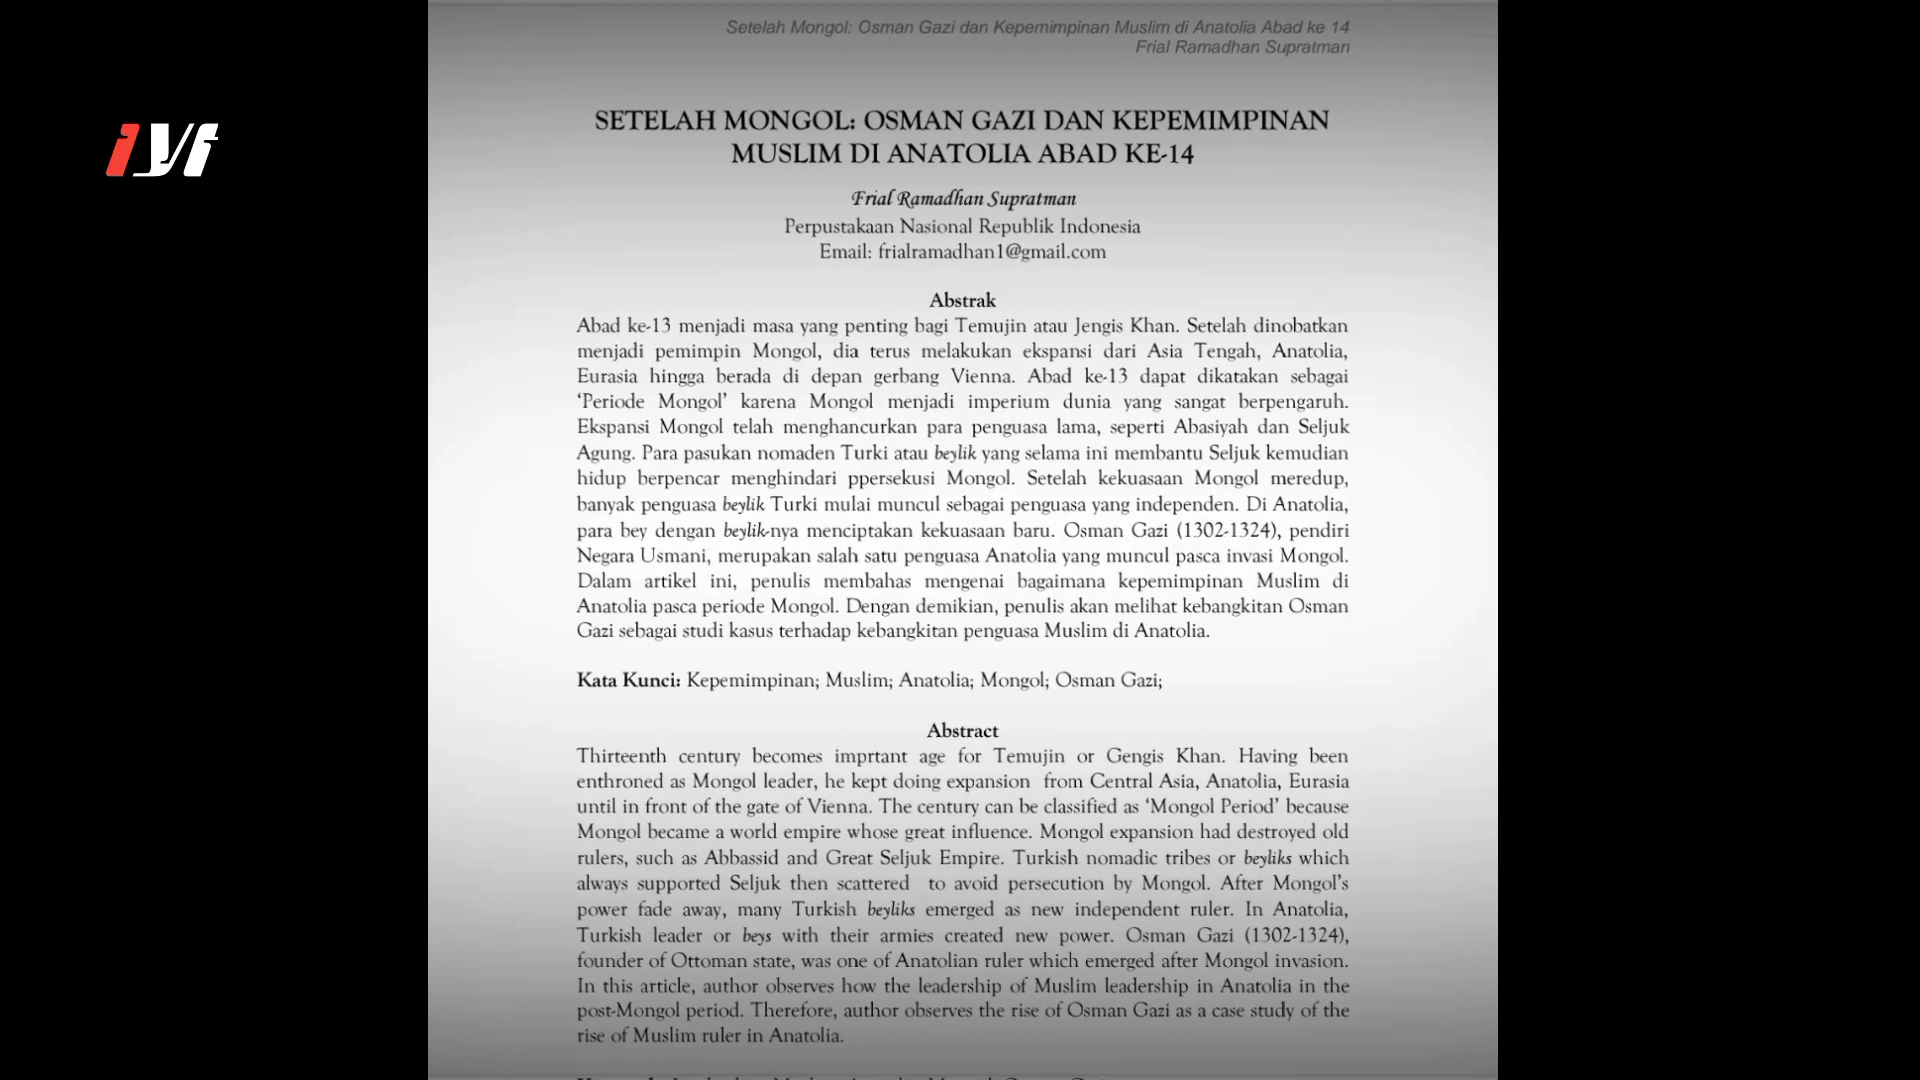 Setelah Mongol: Osman Gazi dan Kepemimpinan Muslim di Anatolia Abad ke 14
Frial Ramadhan Supratman
iyf
SETELAH MONGOL: OSMAN GAZI DAN KEPEMIMPINAN
MUSLIM DI ANATOLIA ABAD KE-14
Frial Ramadhan Supratman
Perpustakaan Nasional Republik Indonesia
Email: frialramadhan1@gmail.com
Abstrak
Abad ke-13 menjadi masa yang penting bagi Temujin atau Jengis Khan. Setelah dinobatkan
menjadi pemimpin Mongol, dia terus melakukan ekspansi dari Asia Tengah, Anatolia,
Eurasia hingga berada di depan gerbang Vienna. Abad ke-13 dapat dikatakan sebagai
‘Periode Mongol’ karena Mongol menjadi imperium dunia yang sangat berpengaruh.
Ekspansi Mongol telah menghancurkan para penguasa lama, seperti Abasiyah dan Seljuk
Agung. Para pasukan nomaden Turki atau beylik yang selama ini membantu Seljuk kemudian
hidup berpencar menghindari ppersekusi Mongol. Setelah kekuasaan Mongol meredup,
banyak penguasa beylik Turki mulai muncul sebagai penguasa yang independen. Di Anatolia,
para bey dengan beylik-nya menciptakan kekuasaan baru. Osman Gazi (1302-1324), pendiri
Negara Usmani, merupakan salah satu penguasa Anatolia yang muncul pasca invasi Mongol.
Dalam artikel ini, penulis membahas mengenai bagaimana kepemimpinan Muslim di
Anatolia pasca periode Mongol. Dengan demikian, penulis akan melihat kebangkitan Osman
Gazi sebagai studi kasus terhadap kebangkitan penguasa Muslim di Anatolia.
Kata Kunci: Kepemimpinan; Muslim; Anatolia; Mongol; Osman Gazi;
Abstract
Thirteenth century becomes imprtant age for Temujin or Gengis Khan. Having been
enthroned as Mongol leader, he kept doing expansion from Central Asia, Anatolia, Eurasia
until in front of the gate of Vienna. The century can be classified as ‘Mongol Period’ because
Mongol became a world empire whose great influence. Mongol expansion had destroyed old
rulers, such as Abbassid and Great Seljuk Empire. Turkish nomadic tribes or beyliks which
always supported Seljuk then scattered to avoid persecution by Mongol. After Mongol’s
power fade away, many Turkish beyliks emerged as new independent ruler. In Anatolia,
Turkish leader or beys with their armies created new power. Osman Gazi (1302-1324),
founder of Ottoman state, was one of Anatolian ruler which emerged after Mongol invasion.
In this article, author observes how the leadership of Muslim leadership in Anatolia in the
post-Mongol period. Therefore, author observes the rise of Osman Gazi as a case study of the
rise of Muslim ruler in Anatolia.